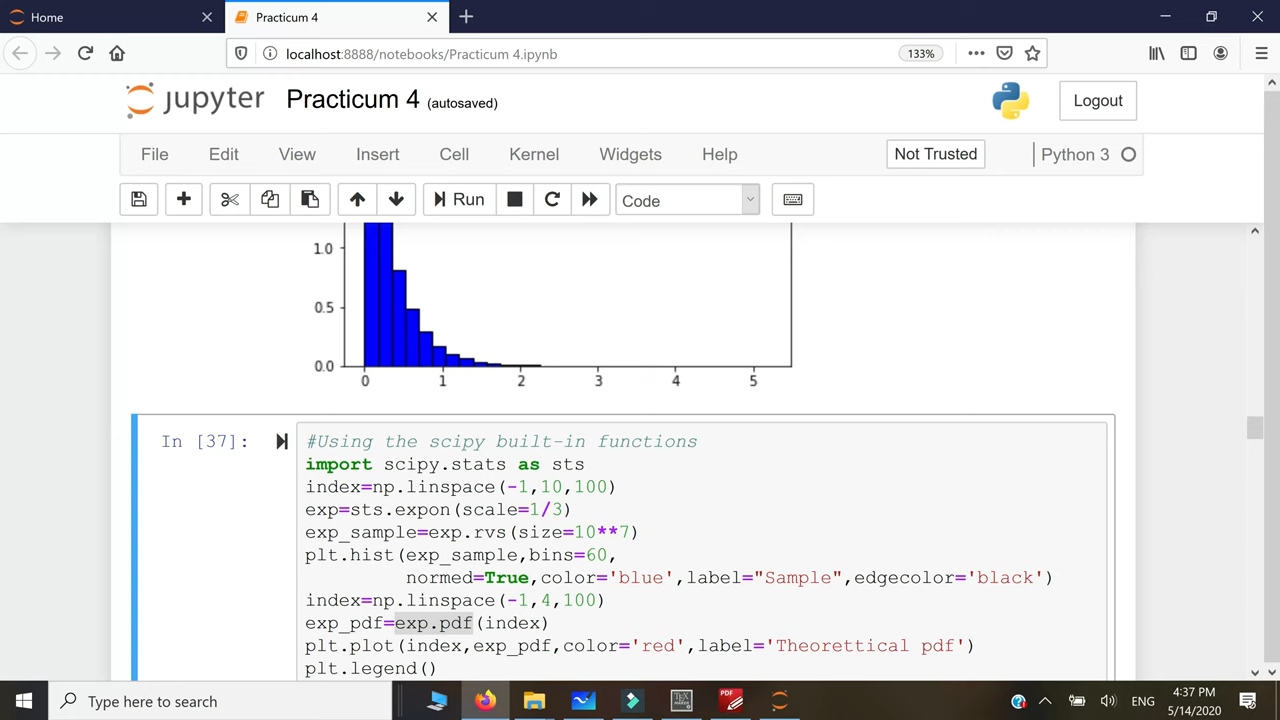 Home
Practicum 4
localhost:8888/notebooks/Practicum 4.ipynb
133%
jupyter
Practicum 4 (autosaved)
Logout
File Edit View Insert Cell Kernel Widgets Help
Not Trusted
Python 3
Run
Code
1.0
0.5
0.0
0 1 2 3 4 5
In [37]:
#Using the scipy built-in functions
import scipy.stats as sts
index=np.linspace(-1,10,100)
exp=sts.expon(scale=1/3)
exp_sample=exp.rvs(size=10**7)
plt.hist(exp_sample,bins=60,
normed=True,color='blue',label="Sample",edgecolor='black')
index=np.linspace(-1,4,100)
exp_pdf=exp.pdf(index)
plt.plot(index,exp_pdf,color='red',label='Theorettical pdf')
plt.legend()
Type here to search
TEX
MAKER
PDF
ENG
4:37 PM
5/14/2020